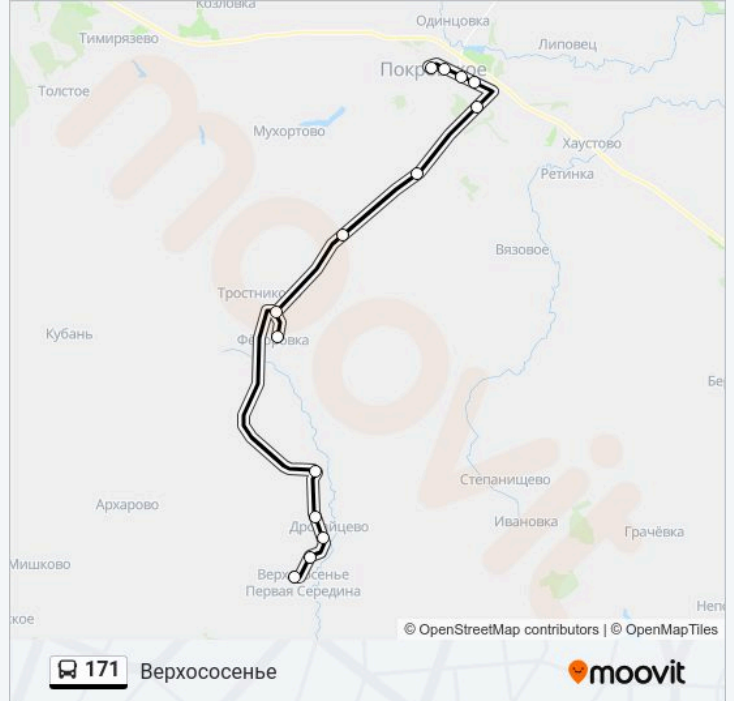 Козловка
Одинцовка
Тимирязево
Липовец
Толстое
Мухортово
Хаустово
Ретинка
Вязовое
Кубань
Степанищево
Архарово
Ивановка
Грачёвка
Мишково
Первая Середина
© OpenStreetMap contributors | © OpenMapTiles
171 Верхососенье
moovit
moovit